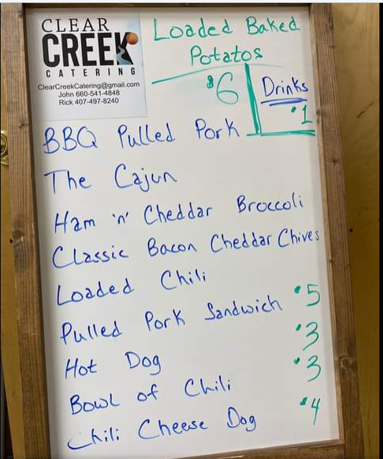 CLEAR
CREEK
CATERING
ClearCreekCatering@gmail.com
John 660-541-4848
Rick 407-497-8240
Loaded Baked
Potatos
$6
Drinks
$1
BBQ Pulled Pork
The Cajun
Ham 'n' Cheddar Broccoli
Classic Bacon Cheddar Chives
Loaded Chili
Pulled Pork Sandwich $5
Hot Dog $3
Bowl of Chili $3
Chili Cheese Dog $4